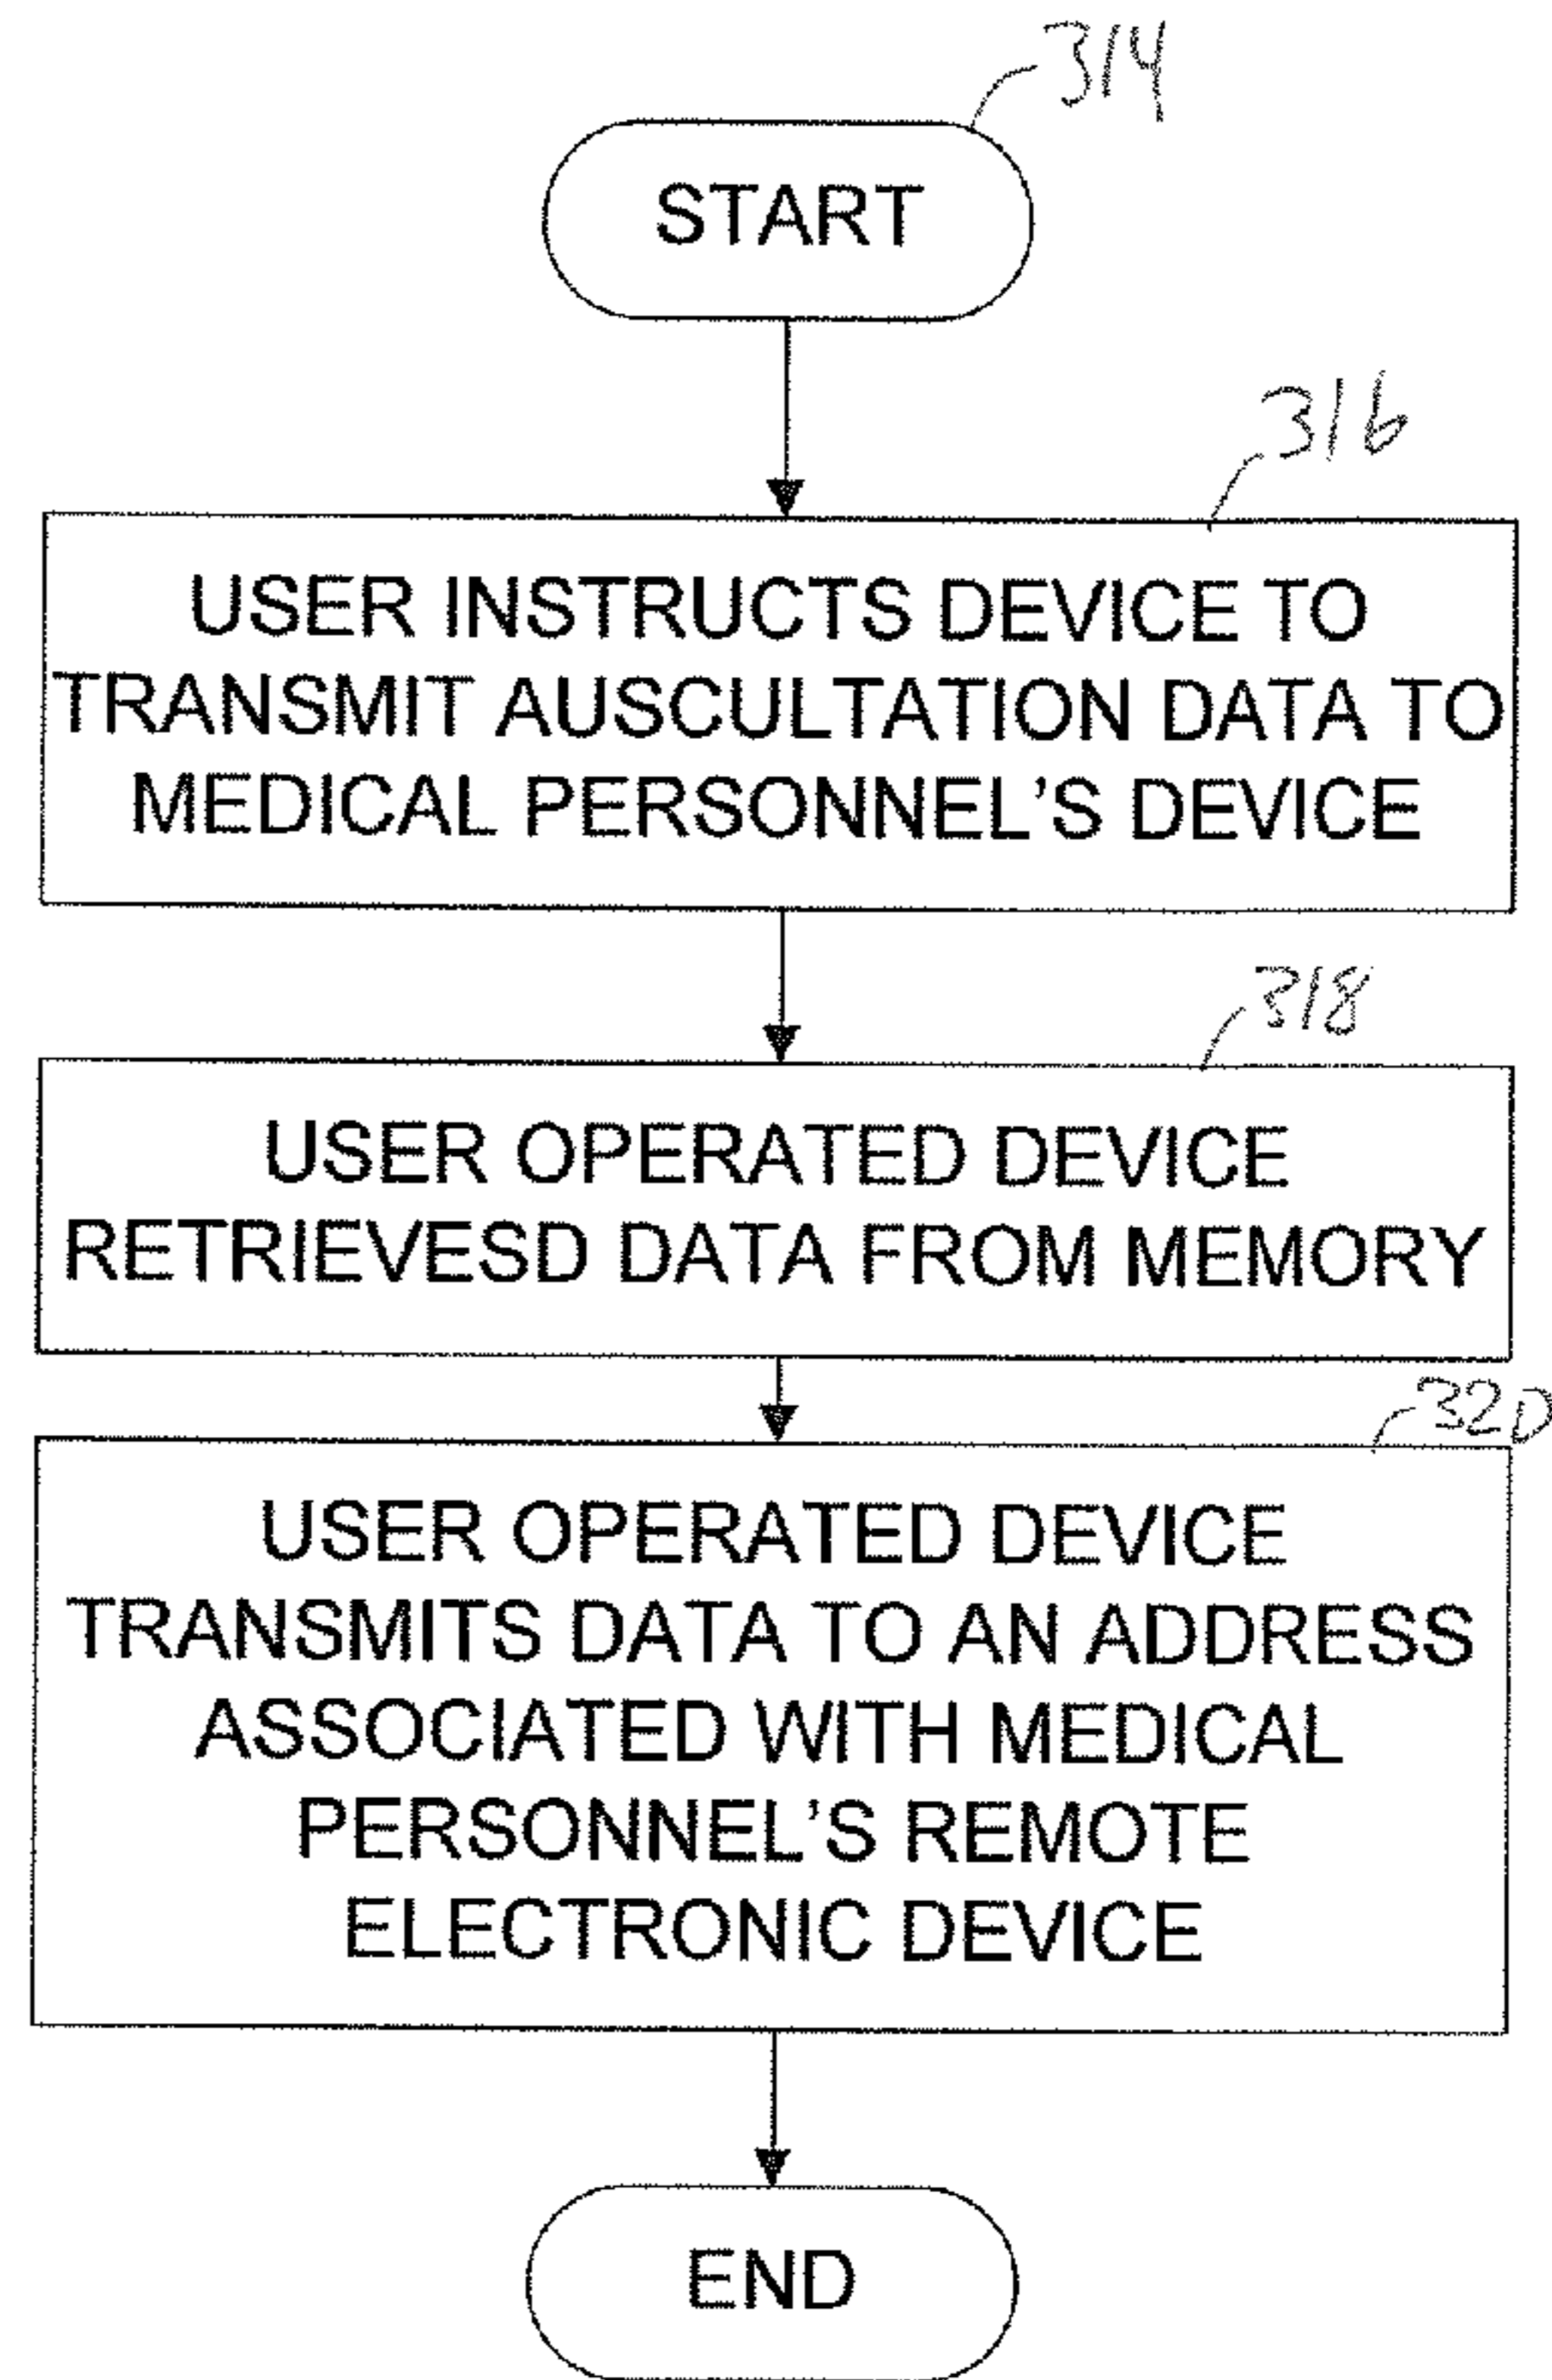 314
START
316
USER INSTRUCTS DEVICE TO
TRANSMIT AUSCULTATION DATA TO
MEDICAL PERSONNEL'S DEVICE
318
USER OPERATED DEVICE
RETRIEVESD DATA FROM MEMORY
320
USER OPERATED DEVICE
TRANSMITS DATA TO AN ADDRESS
ASSOCIATED WITH MEDICAL
PERSONNEL'S REMOTE
ELECTRONIC DEVICE
END